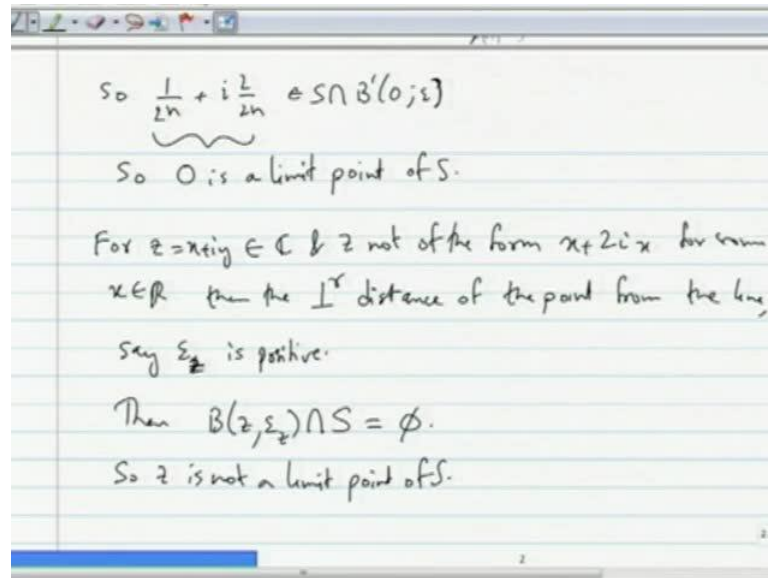 So 1/2n + i 2/2n ∈ S∩B'(0;ε)
So 0 is a limit point of S.
For z=x+iy ∈ ℂ & z not of the form x+2ix for some
x∈ℝ then the ⊥r distance of the point from the line,
say ε_z is positive.
Then B(z,ε_z)∩S = ϕ.
So z is not a limit point of S.
2
2